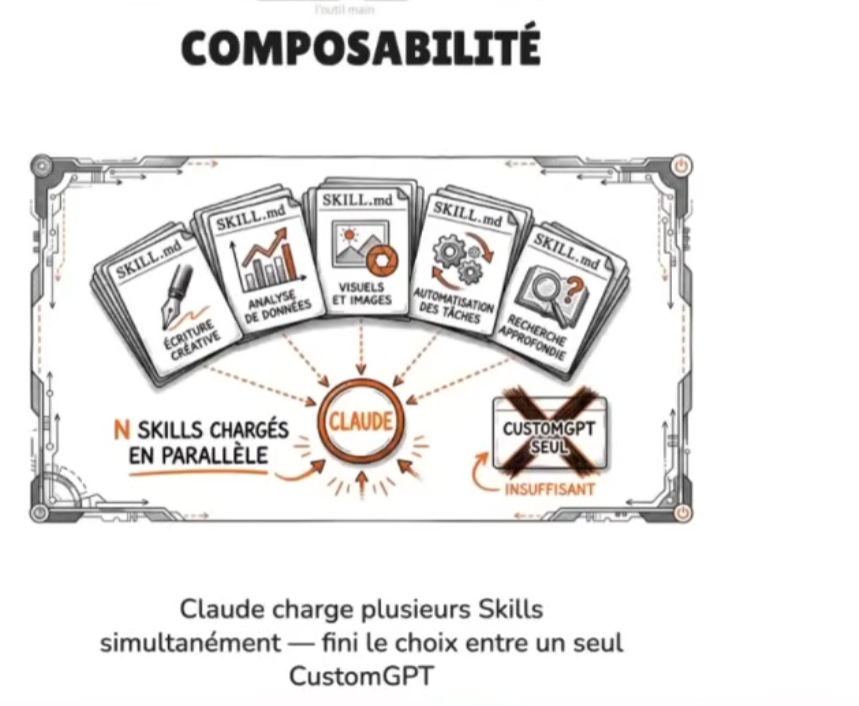 l'outil main
COMPOSABILITÉ
SKILL.md
ÉCRITURE
CRÉATIVE
SKILL.md
ANALYSE
DE DONNÉES
SKILL.md
VISUELS
ET IMAGES
SKILL.md
AUTOMATISATION
DES TÂCHES
SKILL.md
RECHERCHE
APPROFONDIE
?
CLAUDE
N SKILLS CHARGÉS
EN PARALLÈLE
CUSTOMGPT
SEUL
INSUFFISANT
Claude charge plusieurs Skills
simultanément — fini le choix entre un seul
CustomGPT